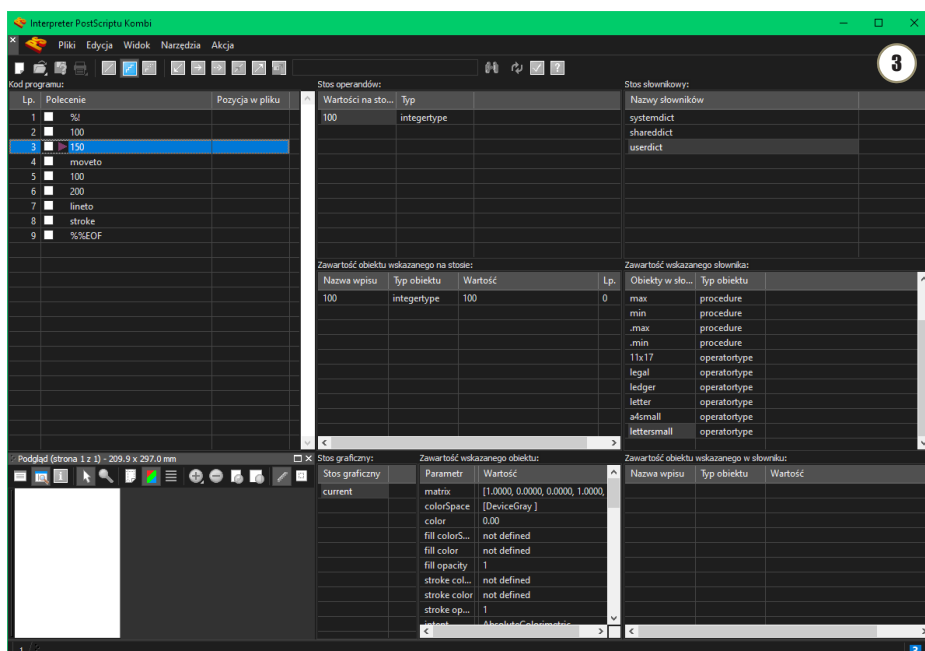 Interpreter PostScriptu Kombi
Pliki Edycja Widok Narzędzia Akcja
3
Kod programu:
Lp. Polecenie Pozycja w pliku
1 %!
2 100
3 150
4 moveto
5 100
6 200
7 lineto
8 stroke
9 %%EOF
Stos operandów:
Wartości na sto... Typ
100 integertype
Stos słownikowy:
Nazwy słowników
systemdict
shareddict
userdict
Zawartość obiektu wskazanego na stosie:
Nazwa wpisu Typ obiektu Wartość Lp.
100 integertype 100 0
Zawartość wskazanego słownika:
Obiekty w sło... Typ obiektu
max procedure
min procedure
.max procedure
.min procedure
11x17 operatortype
legal operatortype
ledger operatortype
letter operatortype
a4small operatortype
lettersmall operatortype
Podgląd (strona 1 z 1) - 209.9 x 297.0 mm
Stos graficzny:
Stos graficzny
current
Zawartość wskazanego obiektu:
Parametr Wartość
matrix [1.0000, 0.0000, 0.0000, 1.0000,
colorSpace [DeviceGray ]
color 0.00
fill colorS... not defined
fill color not defined
fill opacity 1
stroke col... not defined
stroke color not defined
stroke op... 1
intent AbsoluteColorimetric
Zawartość obiektu wskazanego w słowniku:
Nazwa wpisu Typ obiektu Wartość
1